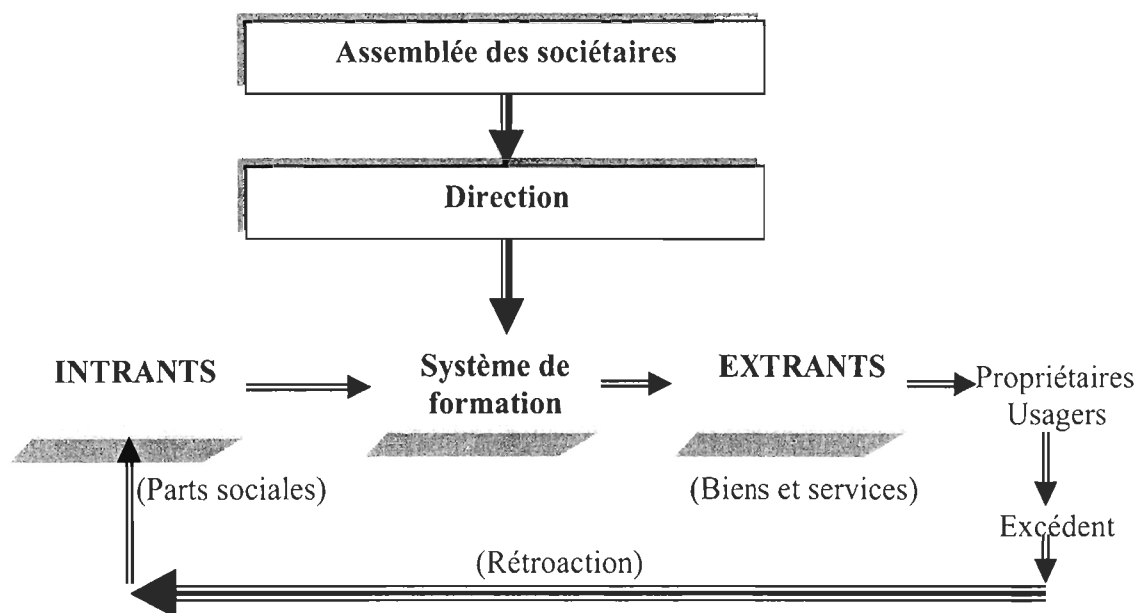 Assemblée des sociétaires
Direction
INTRANTS
Système de
formation
EXTRANTS
Propriétaires
Usagers
(Parts sociales)
(Biens et services)
Excédent
(Rétroaction)